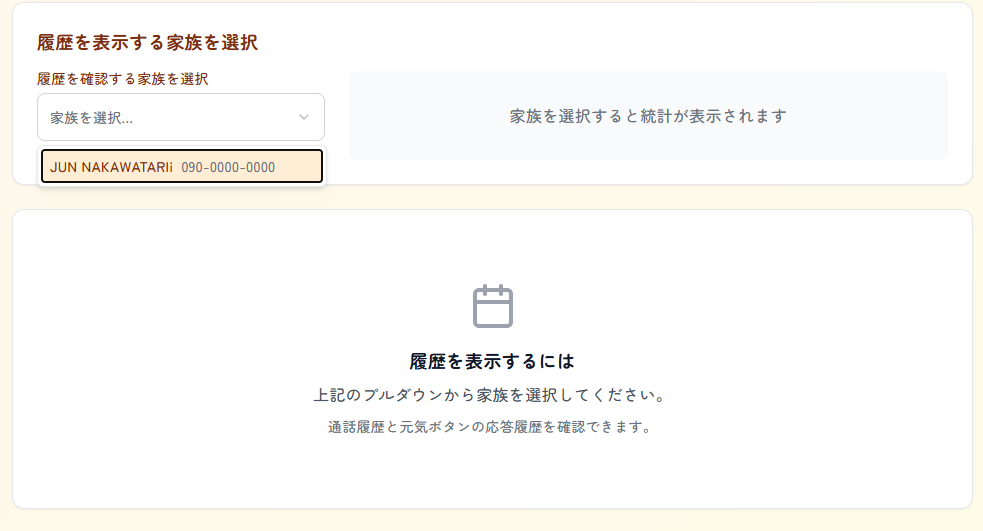 履歴を表示する家族を選択
履歴を確認する家族を選択
家族を選択...
家族を選択すると統計が表示されます
JUN NAKAWATARIi 090-0000-0000
履歴を表示するには
上記のプルダウンから家族を選択してください。
通話履歴と元気ボタンの応答履歴を確認できます。